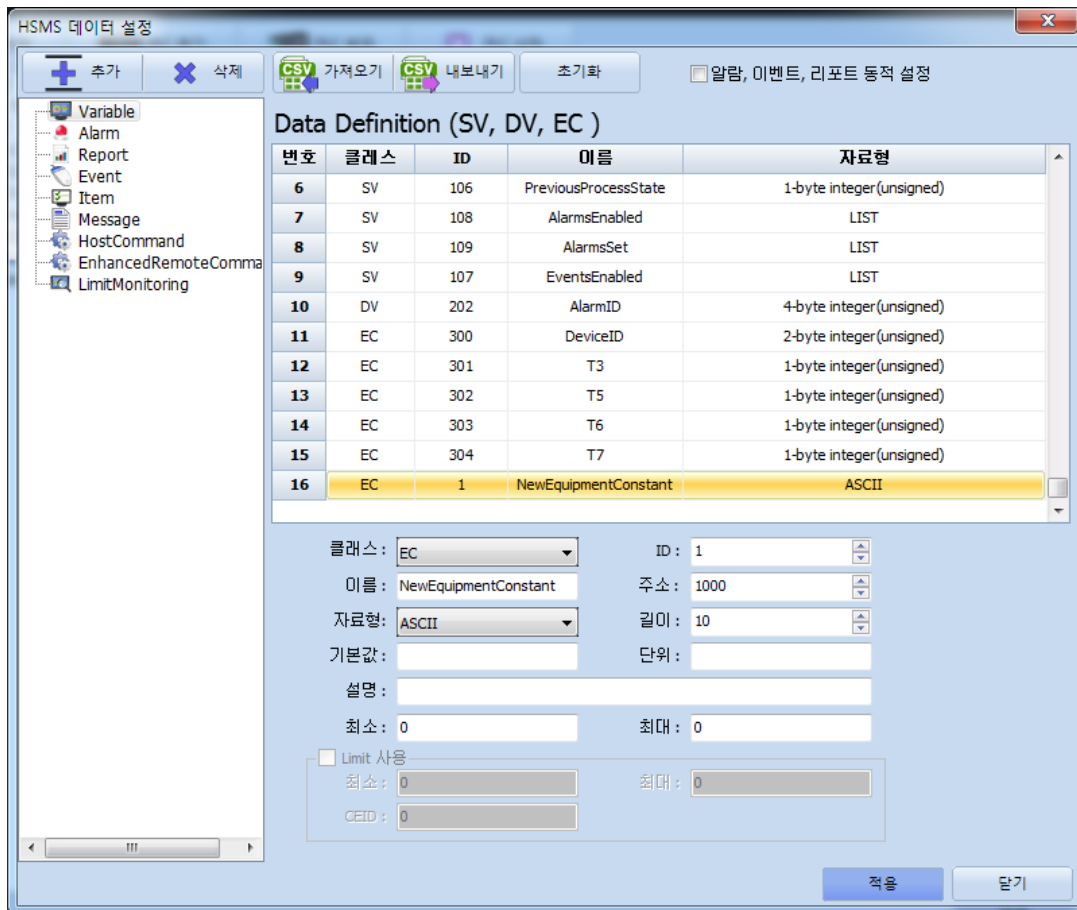 HSMS 데이터 설정
추가 삭제 CSV 가져오기 CSV 내보내기 초기화 알람, 이벤트, 리포트 동적 설정
Variable
Alarm
Report
Event
Item
Message
HostCommand
EnhancedRemoteComma
LimitMonitoring
Data Definition (SV, DV, EC )
번호 클래스 ID 이름 자료형
6 SV 106 PreviousProcessState 1-byte integer(unsigned)
7 SV 108 AlarmsEnabled LIST
8 SV 109 AlarmsSet LIST
9 SV 107 EventsEnabled LIST
10 DV 202 AlarmID 4-byte integer(unsigned)
11 EC 300 DeviceID 2-byte integer(unsigned)
12 EC 301 T3 1-byte integer(unsigned)
13 EC 302 T5 1-byte integer(unsigned)
14 EC 303 T6 1-byte integer(unsigned)
15 EC 304 T7 1-byte integer(unsigned)
16 EC 1 NewEquipmentConstant ASCII
클래스 : EC ID : 1
이름 : NewEquipmentConstant 주소 : 1000
자료형: ASCII 길이 : 10
기본값 : 단위 :
설명 :
최소 : 0 최대 : 0
Limit 사용
최소 : 0 최대 : 0
CEID : 0
적용 닫기